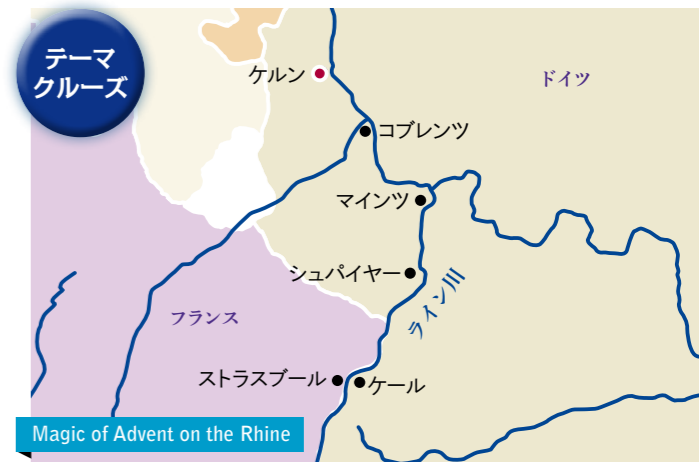 テーマ
クルーズ
ケルン
ドイツ
コブレンツ
マインツ
シュパイヤー
ライン川
フランス
ストラスブール
ケール
Magic of Advent on the Rhine